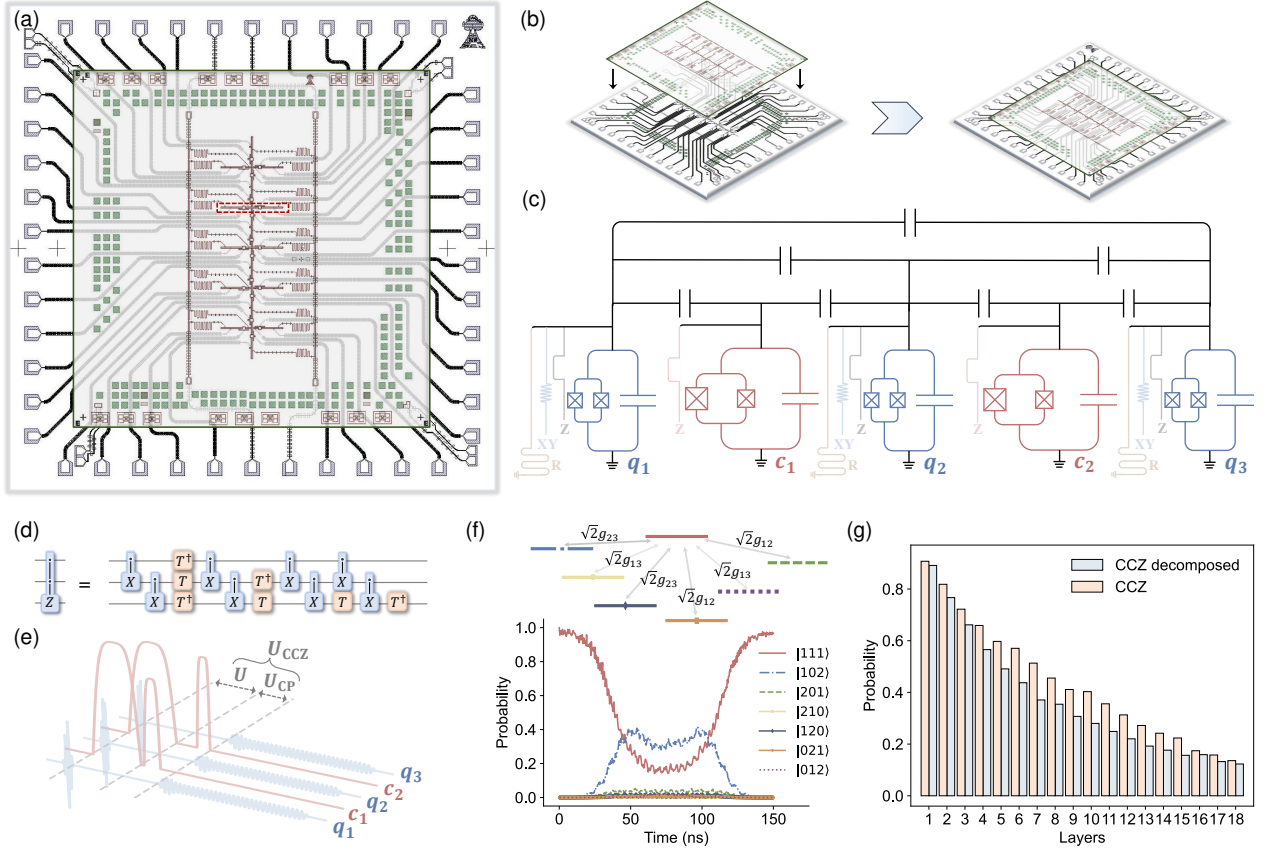 (a)
(b)
(c)
Z
XY
R
q1
Z
c1
Z
XY
q2
Z
c2
Z
XY
R
q3
(d)
Z
=
X
X
T†
T
T†
X
X
T†
T
X
X
T
X
T†
(e)
UCCZ
U
UCP
q3
c2
q2
c1
q1
(f)
√2g23
√2g13
√2g23
√2g12
√2g13
√2g12
1.0
0.8
0.6
0.4
0.2
0.0
Probability
0 50 100 150
Time (ns)
|111⟩
|102⟩
|201⟩
|210⟩
|120⟩
|021⟩
|012⟩
(g)
CCZ decomposed
CCZ
1.0
0.8
0.6
0.4
0.2
0.0
Probability
1 2 3 4 5 6 7 8 9 10 11 12 13 14 15 16 17 18
Layers